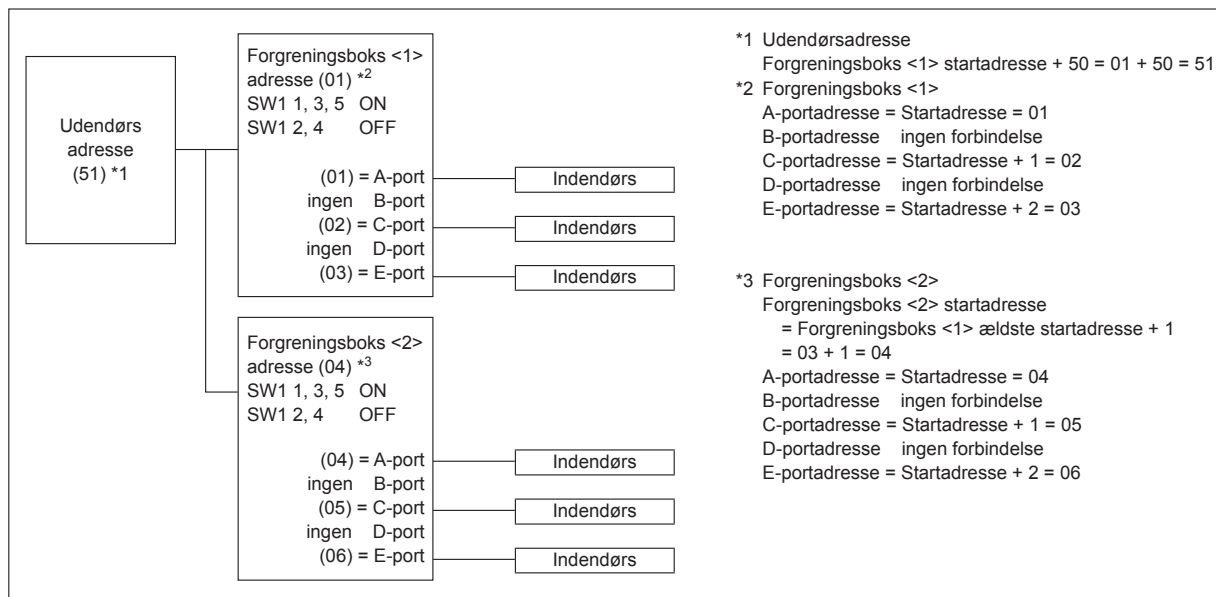 Udendørs
adresse
(51) *1
Forgreningsboks <1>
adresse (01) *2
SW1 1, 3, 5 ON
SW1 2, 4 OFF
(01) = A-port
ingen B-port
(02) = C-port
ingen D-port
(03) = E-port
Indendørs
Indendørs
Indendørs
Forgreningsboks <2>
adresse (04) *3
SW1 1, 3, 5 ON
SW1 2, 4 OFF
(04) = A-port
ingen B-port
(05) = C-port
ingen D-port
(06) = E-port
Indendørs
Indendørs
Indendørs
*1 Udendørsadresse
Forgreningsboks <1> startadresse + 50 = 01 + 50 = 51
*2 Forgreningsboks <1>
A-portadresse = Startadresse = 01
B-portadresse ingen forbindelse
C-portadresse = Startadresse + 1 = 02
D-portadresse ingen forbindelse
E-portadresse = Startadresse + 2 = 03
*3 Forgreningsboks <2>
Forgreningsboks <2> startadresse
= Forgreningsboks <1> ældste startadresse + 1
= 03 + 1 = 04
A-portadresse = Startadresse = 04
B-portadresse ingen forbindelse
C-portadresse = Startadresse + 1 = 05
D-portadresse ingen forbindelse
E-portadresse = Startadresse + 2 = 06